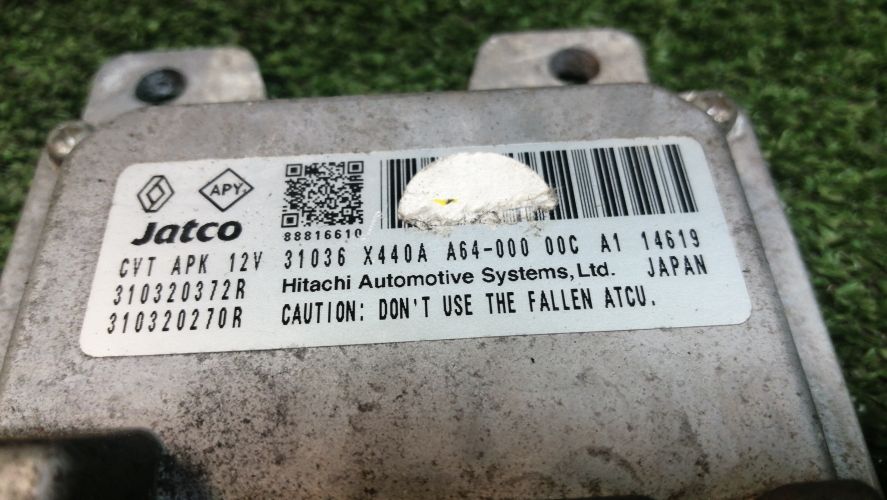 APY
Jatco
88816610
CVT APK 12V 31036 X440A A64-000 00C A1 14619
310320372R Hitachi Automotive Systems, Ltd. JAPAN
310320270R CAUTION: DON'T USE THE FALLEN ATCU.